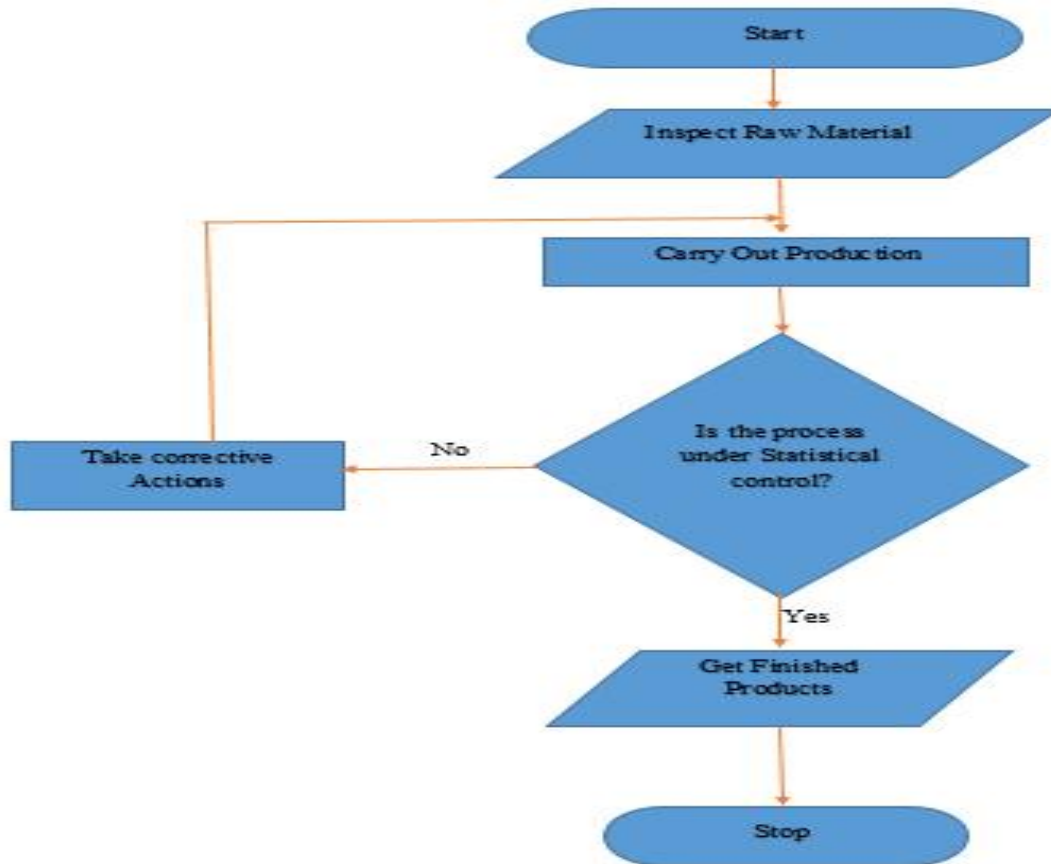 Start
Inspect Raw Material
Carry Out Production
Is the process
under Statistical
control?
No
Take corrective
Actions
Yes
Get Finished
Products
Stop